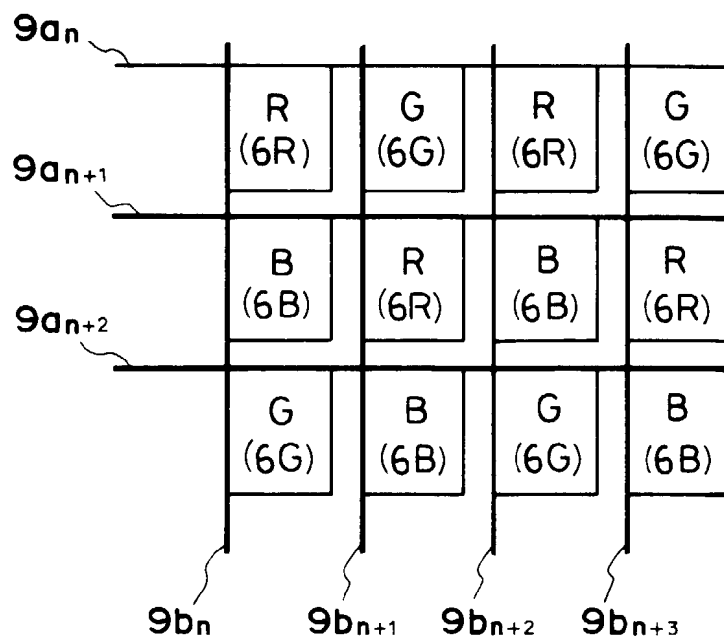 9aₙ
R G R G
(6R) (6G) (6R) (6G)
9aₙ₊₁
B R B R
(6B) (6R) (6B) (6R)
9aₙ₊₂
G B G B
(6G) (6B) (6G) (6B)
9bₙ 9bₙ₊₁ 9bₙ₊₂ 9bₙ₊₃